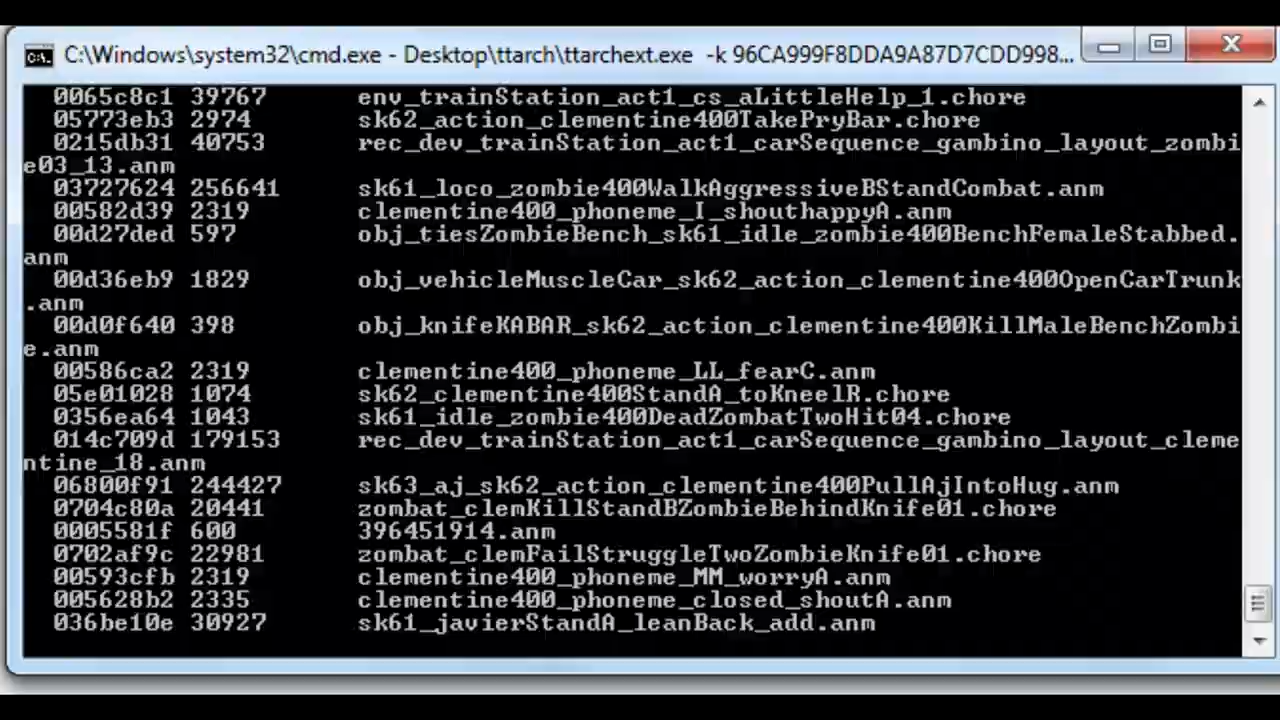 C:\Windows\system32\cmd.exe - Desktop\ttarch\ttarchext.exe -k 96CA999F8DDA9A87D7CDD998...
0065c8c1 39767 env_trainStation_act1_cs_aLittleHelp_1.chore
05773eb3 2974 sk62_action_clementine400TakePryBar.chore
0215db31 40753 rec_dev_trainStation_act1_carSequence_gambino_layout_zombi
e03_13.anm
03727624 256641 sk61_loco_zombie400WalkAggressiveBStandCombat.anm
00582d39 2319 clementine400_phoneme_I_shouthappyA.anm
00d27ded 597 obj_tiesZombieBench_sk61_idle_zombie400BenchFemaleStabbed.
anm
00d36eb9 1829 obj_vehicleMuscleCar_sk62_action_clementine400OpenCarTrunk
.anm
00d0f640 398 obj_knifeKABAR_sk62_action_clementine400KillMaleBenchZombi
e.anm
00586ca2 2319 clementine400_phoneme_LL_fearC.anm
05e01028 1074 sk62_clementine400StandA_toKneelR.chore
0356ea64 1043 sk61_idle_zombie400DeadZombatTwoHit04.chore
014c709d 179153 rec_dev_trainStation_act1_carSequence_gambino_layout_cleme
ntine_18.anm
06800f91 244427 sk63_aj_sk62_action_clementine400PullAjIntoHug.anm
0704c80a 20441 zombat_clemKillStandBZombieBehindKnife01.chore
0005581f 600 396451914.anm
0702af9c 22981 zombat_clemFailStruggleTwoZombieKnife01.chore
00593cfb 2319 clementine400_phoneme_MM_worryA.anm
005628b2 2335 clementine400_phoneme_closed_shoutA.anm
036be10e 30927 sk61_javierStandA_leanBack_add.anm